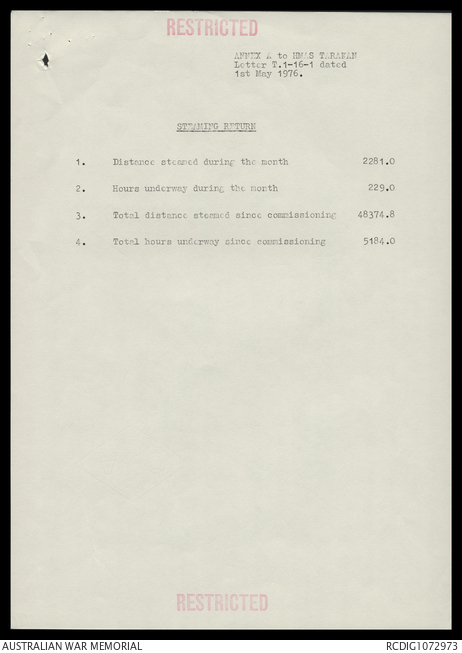 RESTRICTED
ANNEX A to HMAS TARAKAN
Letter T.1-16-1 dated
1st May 1976.
STEAMING RETURN
1. Distance steamed during the month 2281.0
2. Hours underway during the month 229.0
3. Total distance steamed since commissioning 48374.8
4. Total hours underway since commissioning 5184.0
RESTRICTED
AUSTRALIAN WAR MEMORIAL RCDIG1072973